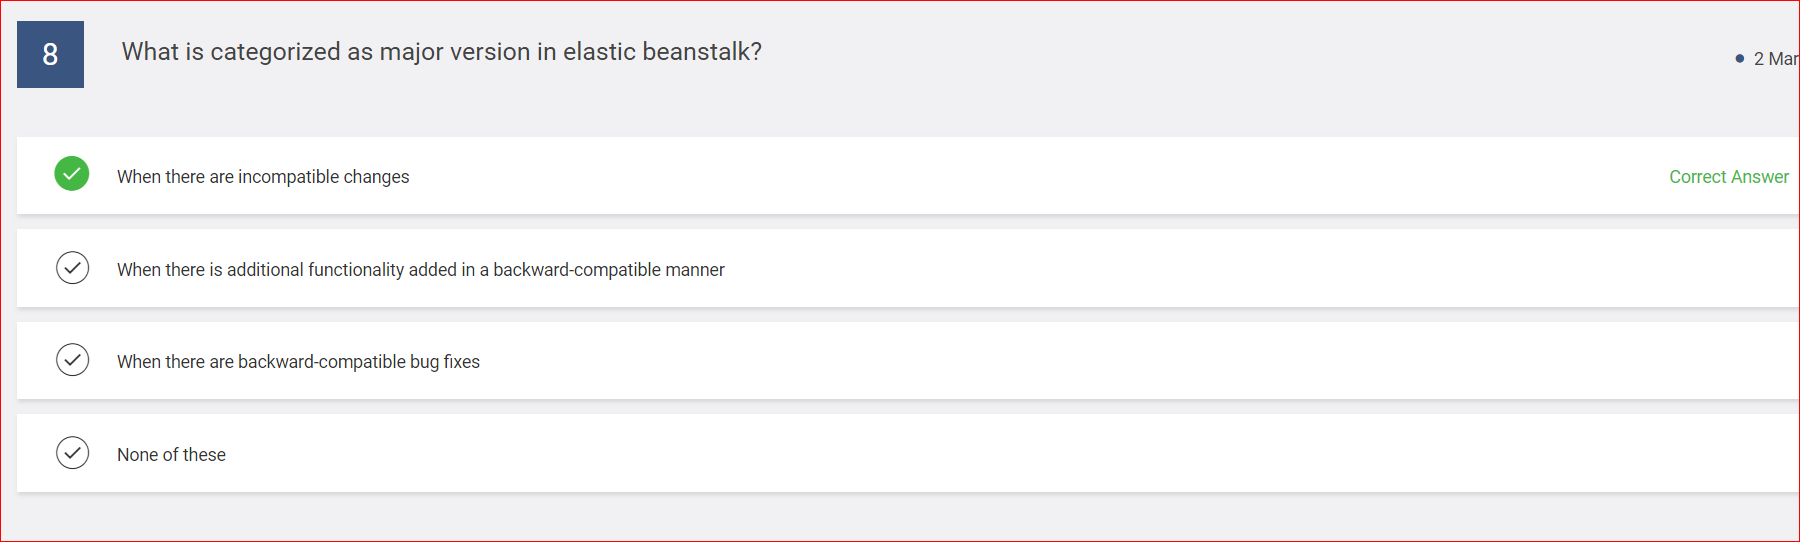 8
What is categorized as major version in elastic beanstalk?
2 Mar
When there are incompatible changes
Correct Answer
When there is additional functionality added in a backward-compatible manner
When there are backward-compatible bug fixes
None of these